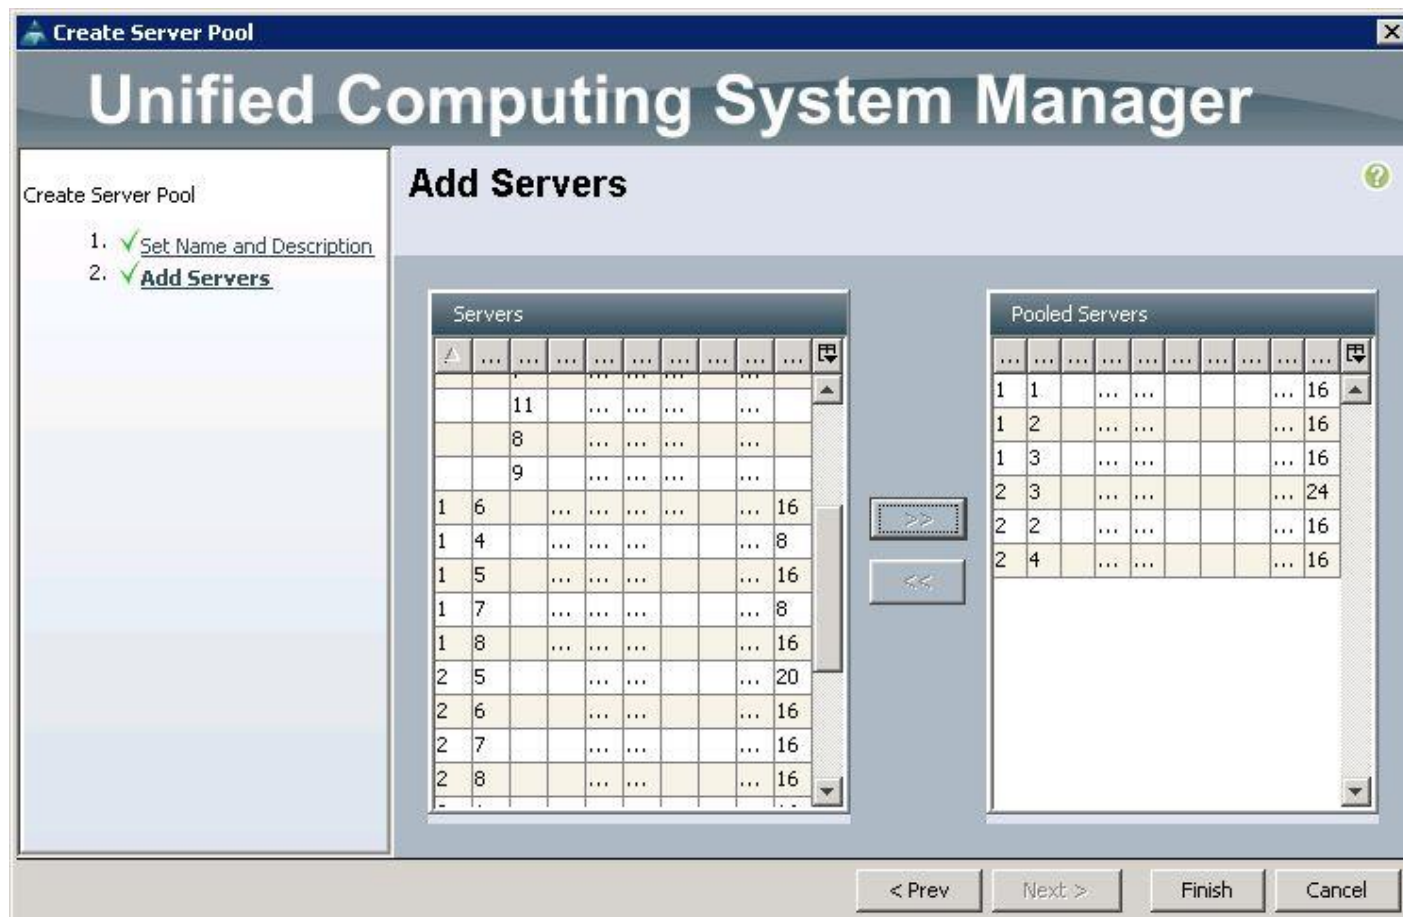 Create Server Pool
Unified Computing System Manager
Create Server Pool
1. Set Name and Description
2. Add Servers
Add Servers
Servers
... ... ... ... ... ... ... ... ...
11 ... ... ... ...
8 ... ... ... ...
9 ... ... ... ...
1 6 ... ... ... ... ... 16
1 4 ... ... ... ... 8
1 5 ... ... ... ... 16
1 7 ... ... ... ... 8
1 8 ... ... ... ... 16
2 5 ... ... ... 20
2 6 ... ... ... 16
2 7 ... ... ... 16
2 8 ... ... ... 16
>>
<<
Pooled Servers
... ... ... ... ... ... ... ... ... ...
1 1 ... ... ... 16
1 2 ... ... ... 16
1 3 ... ... ... 16
2 3 ... ... ... 24
2 2 ... ... ... 16
2 4 ... ... ... 16
< Prev
Next >
Finish
Cancel